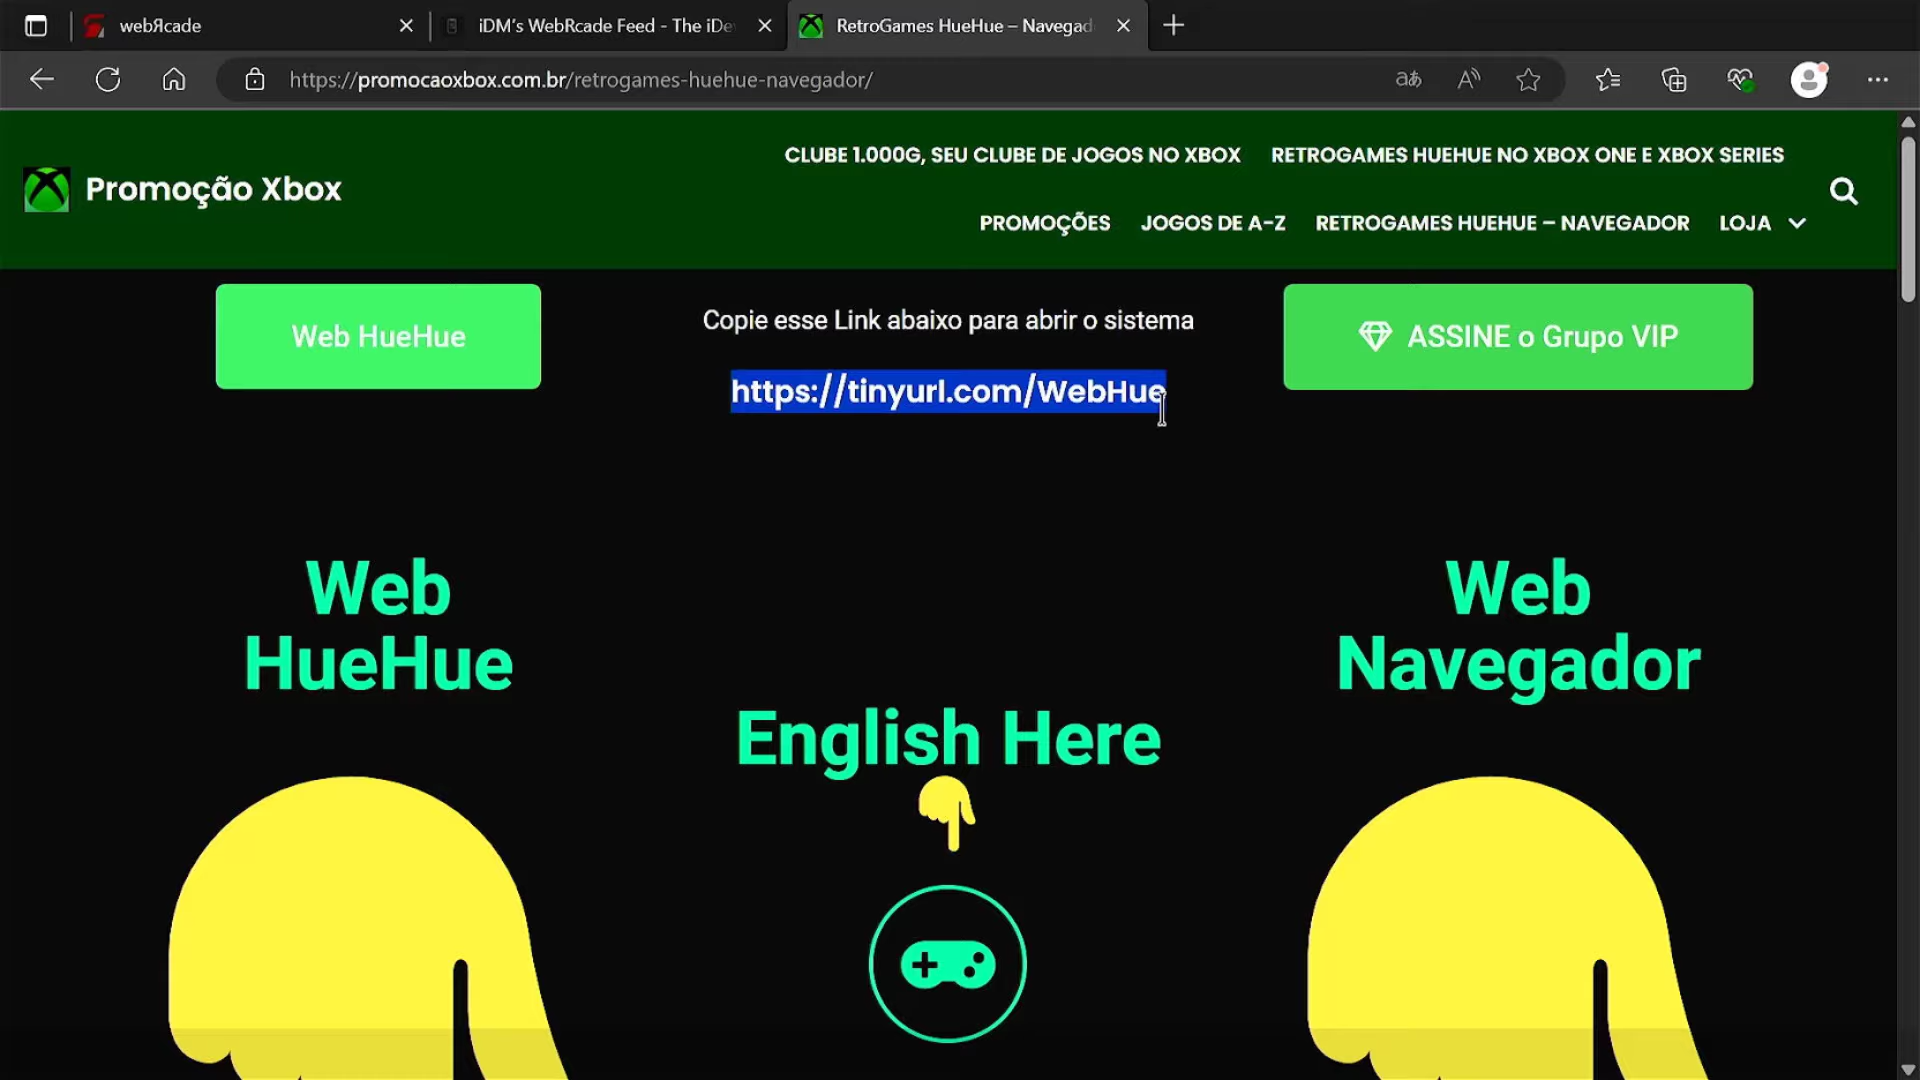 webЯcade
iDM's WebRcade Feed - The iDe
RetroGames HueHue – Navegad
https://promocaoxbox.com.br/retrogames-huehue-navegador/
Promoção Xbox
CLUBE 1.000G, SEU CLUBE DE JOGOS NO XBOX
RETROGAMES HUEHUE NO XBOX ONE E XBOX SERIES
PROMOÇÕES
JOGOS DE A-Z
RETROGAMES HUEHUE – NAVEGADOR
LOJA
Web HueHue
Copie esse Link abaixo para abrir o sistema
https://tinyurl.com/WebHue
ASSINE o Grupo VIP
Web
HueHue
Web
Navegador
English Here